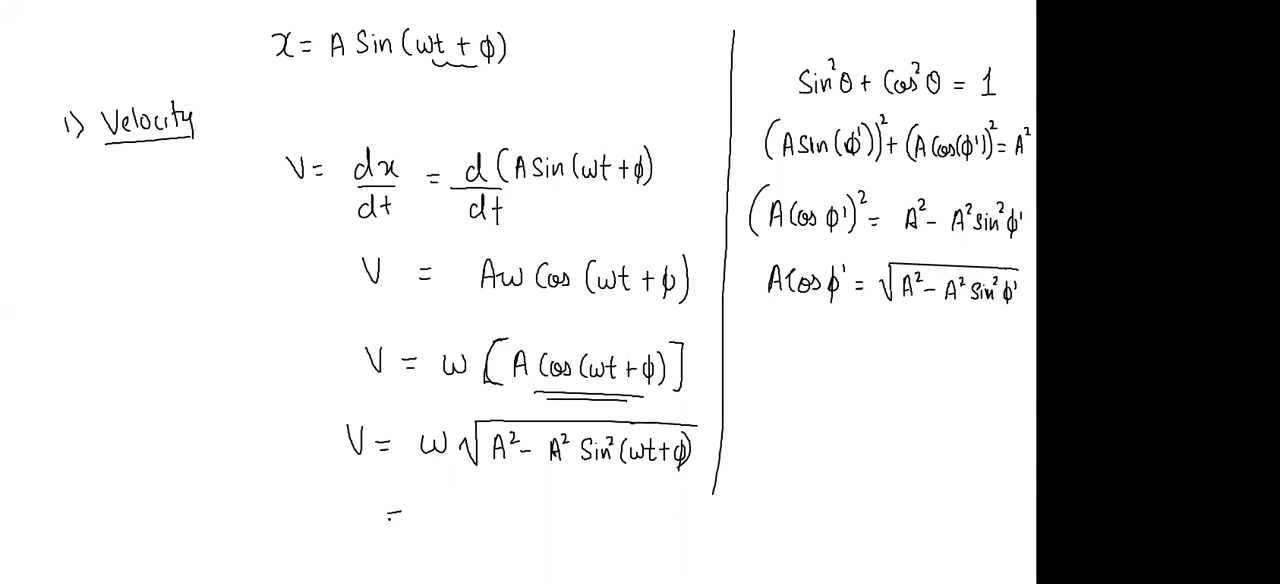 x = A Sin (ωt + φ)
1) Velocity
V = dx/dt = d/dt (A Sin (ωt + φ)
V = Aω Cos (ωt + φ)
V = ω [A Cos (ωt + φ)]
V = ω √(A² - A² Sin² (ωt + φ)
=
Sin²θ + Cos²θ = 1
(A Sin (φ'))² + (A Cos(φ'))² = A²
(A Cos φ')² = A² - A² Sin² φ'
A Cos φ' = √(A² - A² Sin² φ')